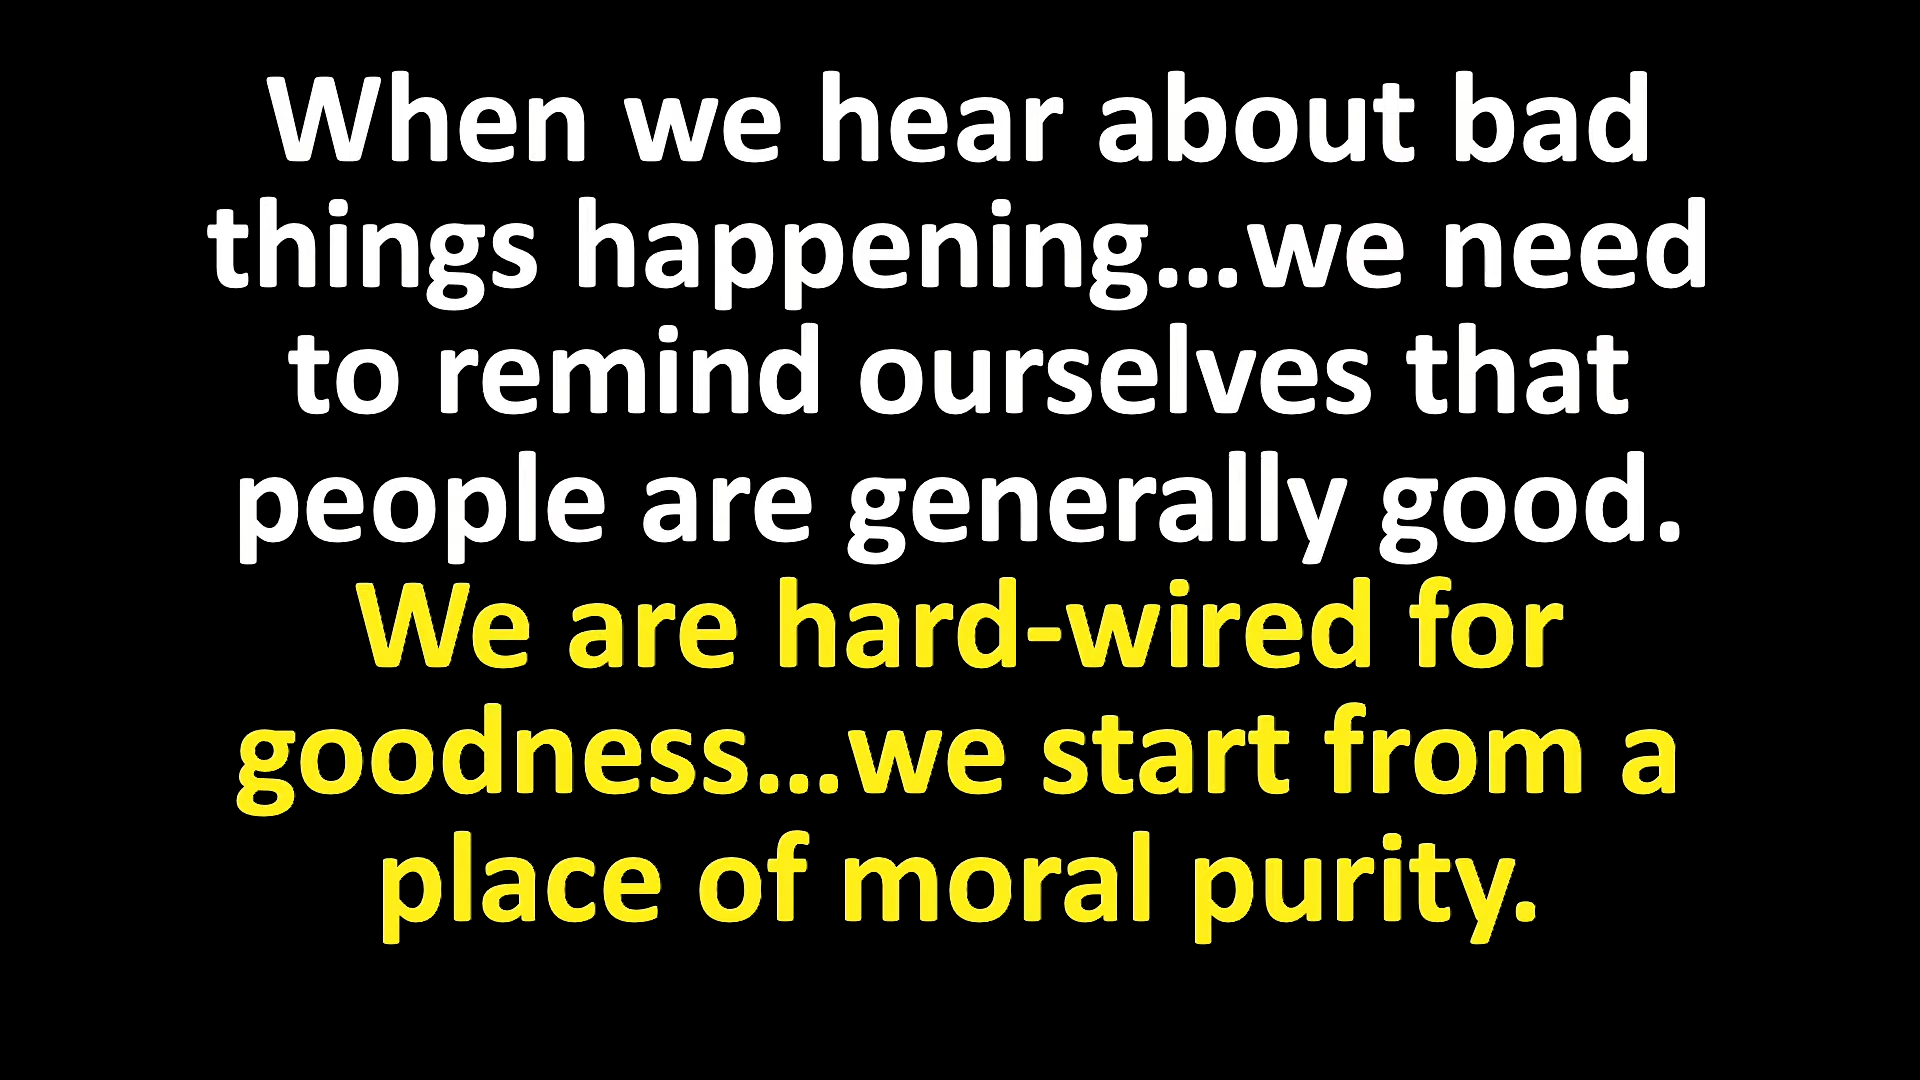 When we hear about bad
things happening...we need
to remind ourselves that
people are generally good.
We are hard-wired for
goodness...we start from a
place of moral purity.